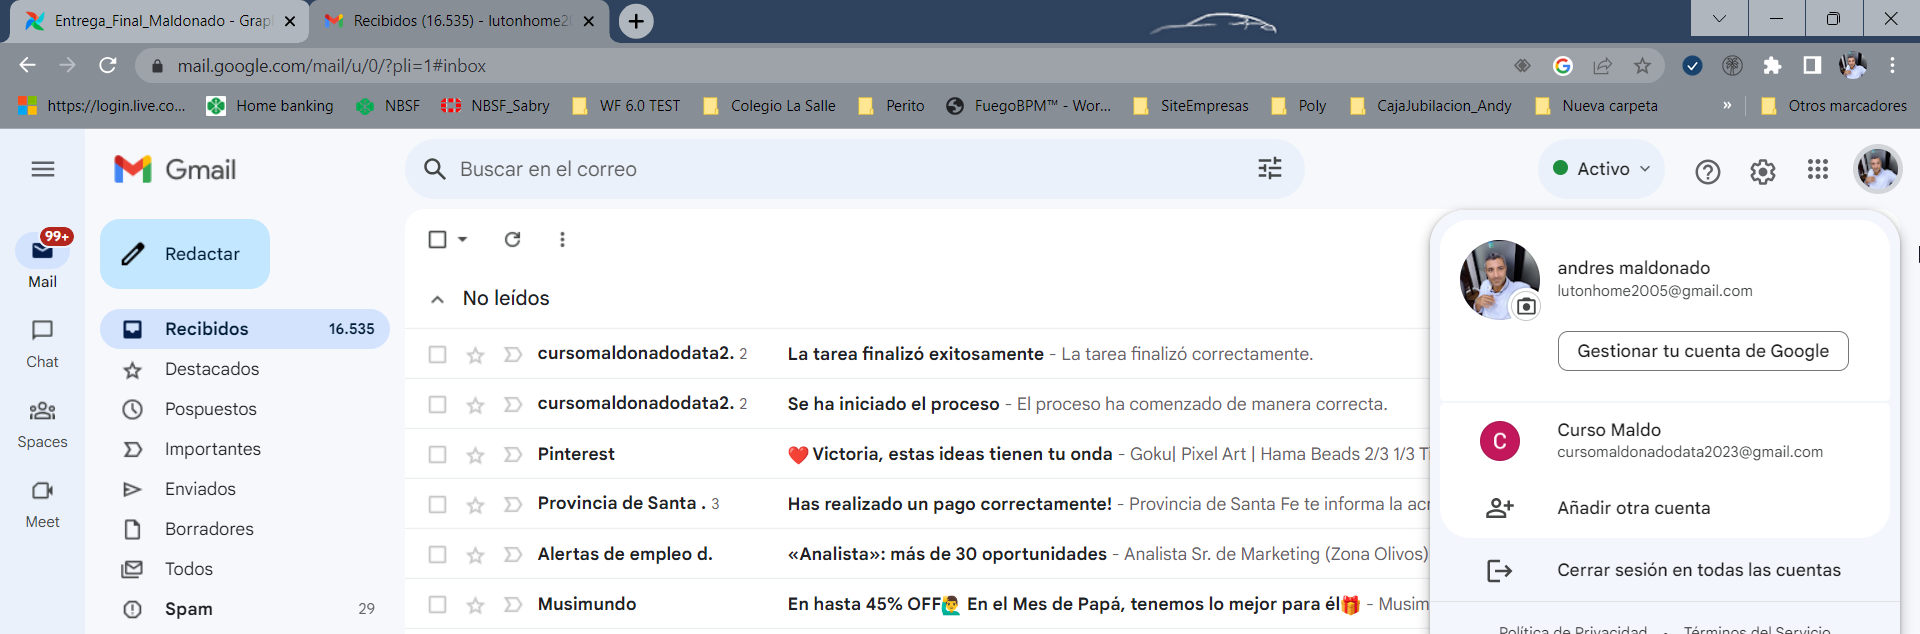 Entrega_Final_Maldonado - Grap
Recibidos (16.535) - lutonhome20
mail.google.com/mail/u/0/?pli=1#inbox
https://login.live.co...
Home banking
NBSF
NBSF_Sabry
WF 6.0 TEST
Colegio La Salle
Perito
FuegoBPM™ - Wor...
SiteEmpresas
Poly
CajaJubilacion_Andy
Nueva carpeta
»
Otros marcadores
Gmail
Buscar en el correo
Activo
99+
Mail
Chat
Spaces
Meet
Redactar
Recibidos 16.535
Destacados
Pospuestos
Importantes
Enviados
Borradores
Todos
Spam 29
No leídos
cursomaldonadodata2. 2 La tarea finalizó exitosamente - La tarea finalizó correctamente.
cursomaldonadodata2. 2 Se ha iniciado el proceso - El proceso ha comenzado de manera correcta.
Pinterest ❤️ Victoria, estas ideas tienen tu onda - Goku| Pixel Art | Hama Beads 2/3 1/3 Ti
Provincia de Santa . 3 Has realizado un pago correctamente! - Provincia de Santa Fe te informa la acr
Alertas de empleo d. «Analista»: más de 30 oportunidades - Analista Sr. de Marketing (Zona Olivos)
Musimundo En hasta 45% OFF🙋‍♂️ En el Mes de Papá, tenemos lo mejor para él🎁 - Musim
andres maldonado
lutonhome2005@gmail.com
Gestionar tu cuenta de Google
C
Curso Maldo
cursomaldonadodata2023@gmail.com
Añadir otra cuenta
Cerrar sesión en todas las cuentas
Política de Privacidad · Términos del Servicio